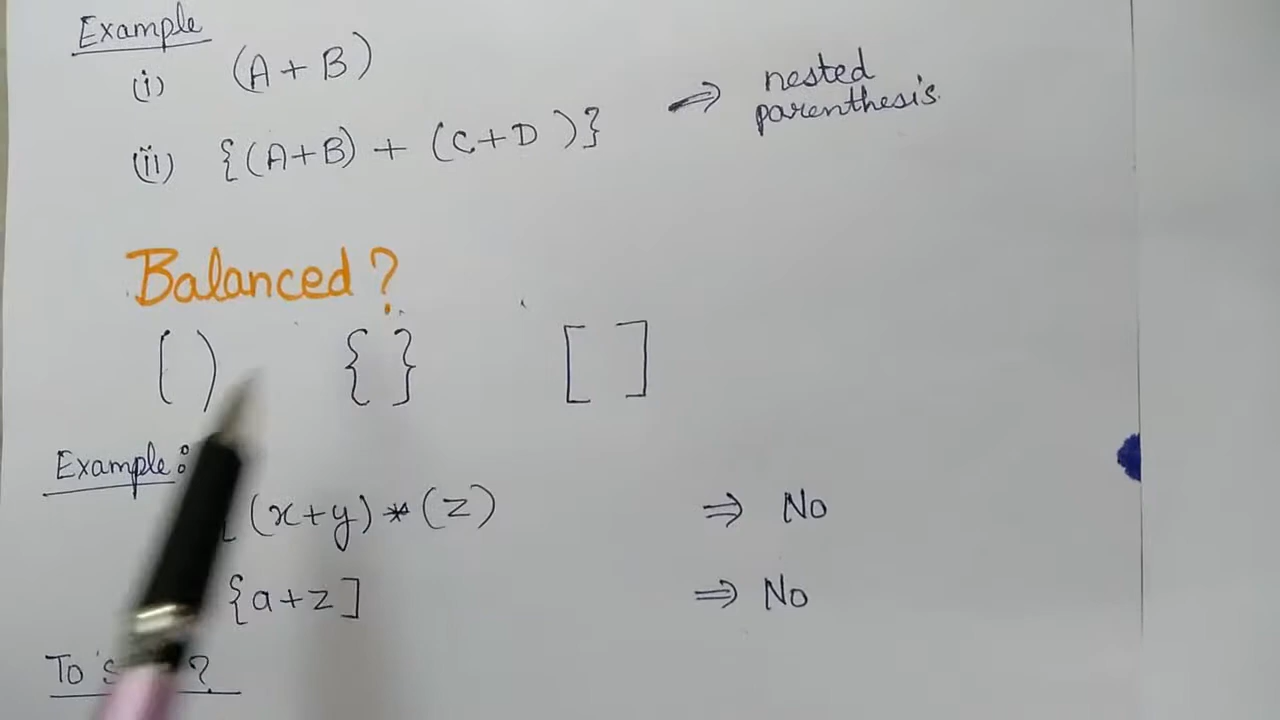 Example
(i) (A + B)
(ii) {(A+B) + (C+D)} ⇒ nested parenthesis.
Balanced ?
( ) { } [ ]
Example:
[(x+y) * (z) ⇒ No
{a+z] ⇒ No
To ?